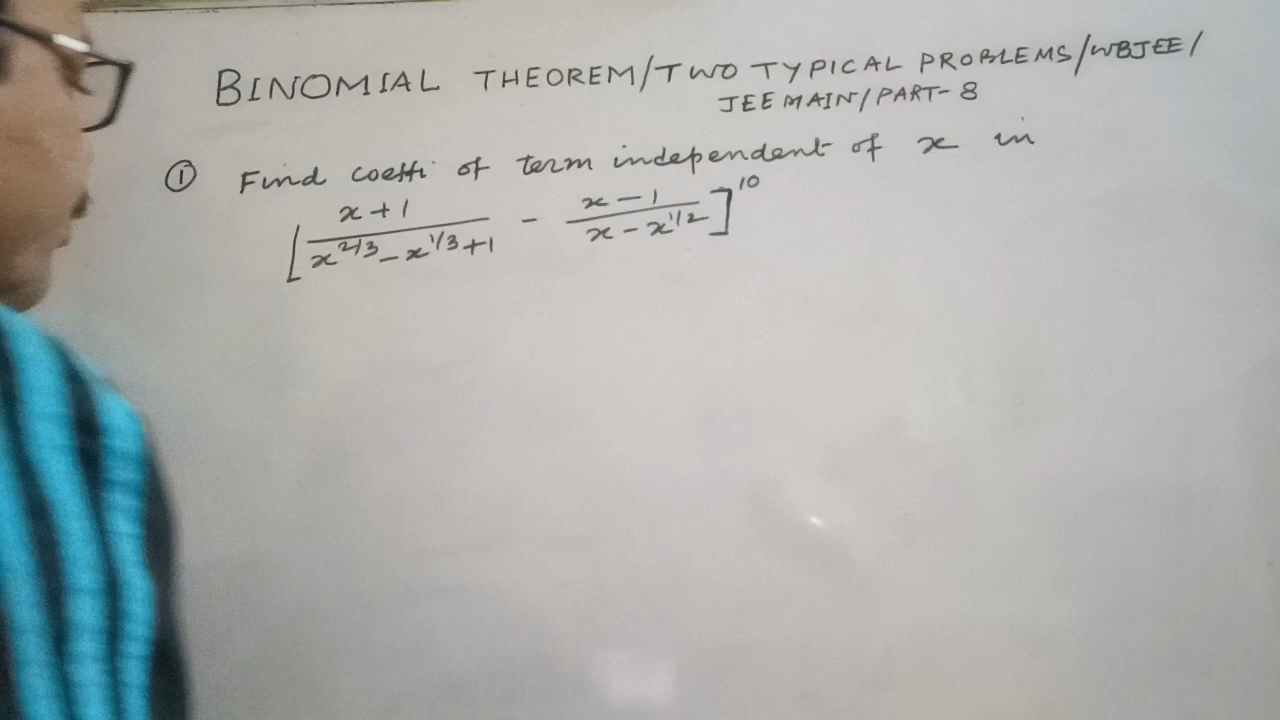 BINOMIAL THEOREM/TWO TYPICAL PROBLEMS/WBJEE/
JEE MAIN/PART-8
① Find coeffi of term independent of x in
[(x+1)/(x^2/3 - x^1/3 + 1) - (x-1)/(x - x^1/2)]^10